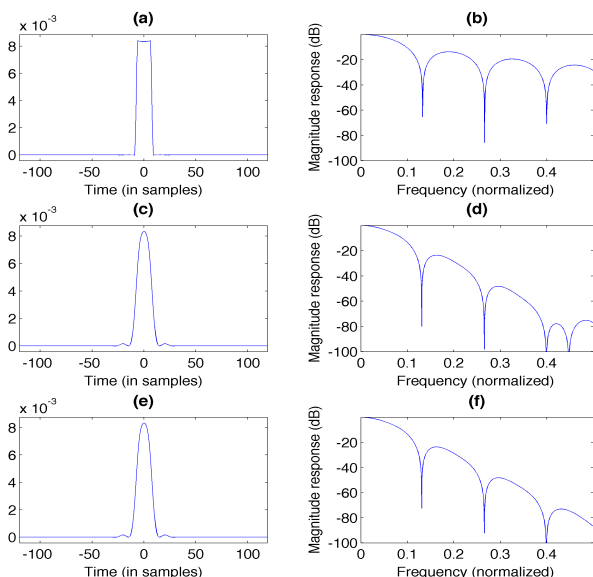 (a)
x 10⁻³
8
6
4
2
0
-100 -50 0 50 100
Time (in samples)
(b)
Magnitude response (dB)
-20
-40
-60
-80
-100
0 0.1 0.2 0.3 0.4
Frequency (normalized)
(c)
x 10⁻³
8
6
4
2
0
-100 -50 0 50 100
Time (in samples)
(d)
Magnitude response (dB)
-20
-40
-60
-80
-100
0 0.1 0.2 0.3 0.4
Frequency (normalized)
(e)
x 10⁻³
8
6
4
2
0
-100 -50 0 50 100
Time (in samples)
(f)
Magnitude response (dB)
-20
-40
-60
-80
-100
0 0.1 0.2 0.3 0.4
Frequency (normalized)